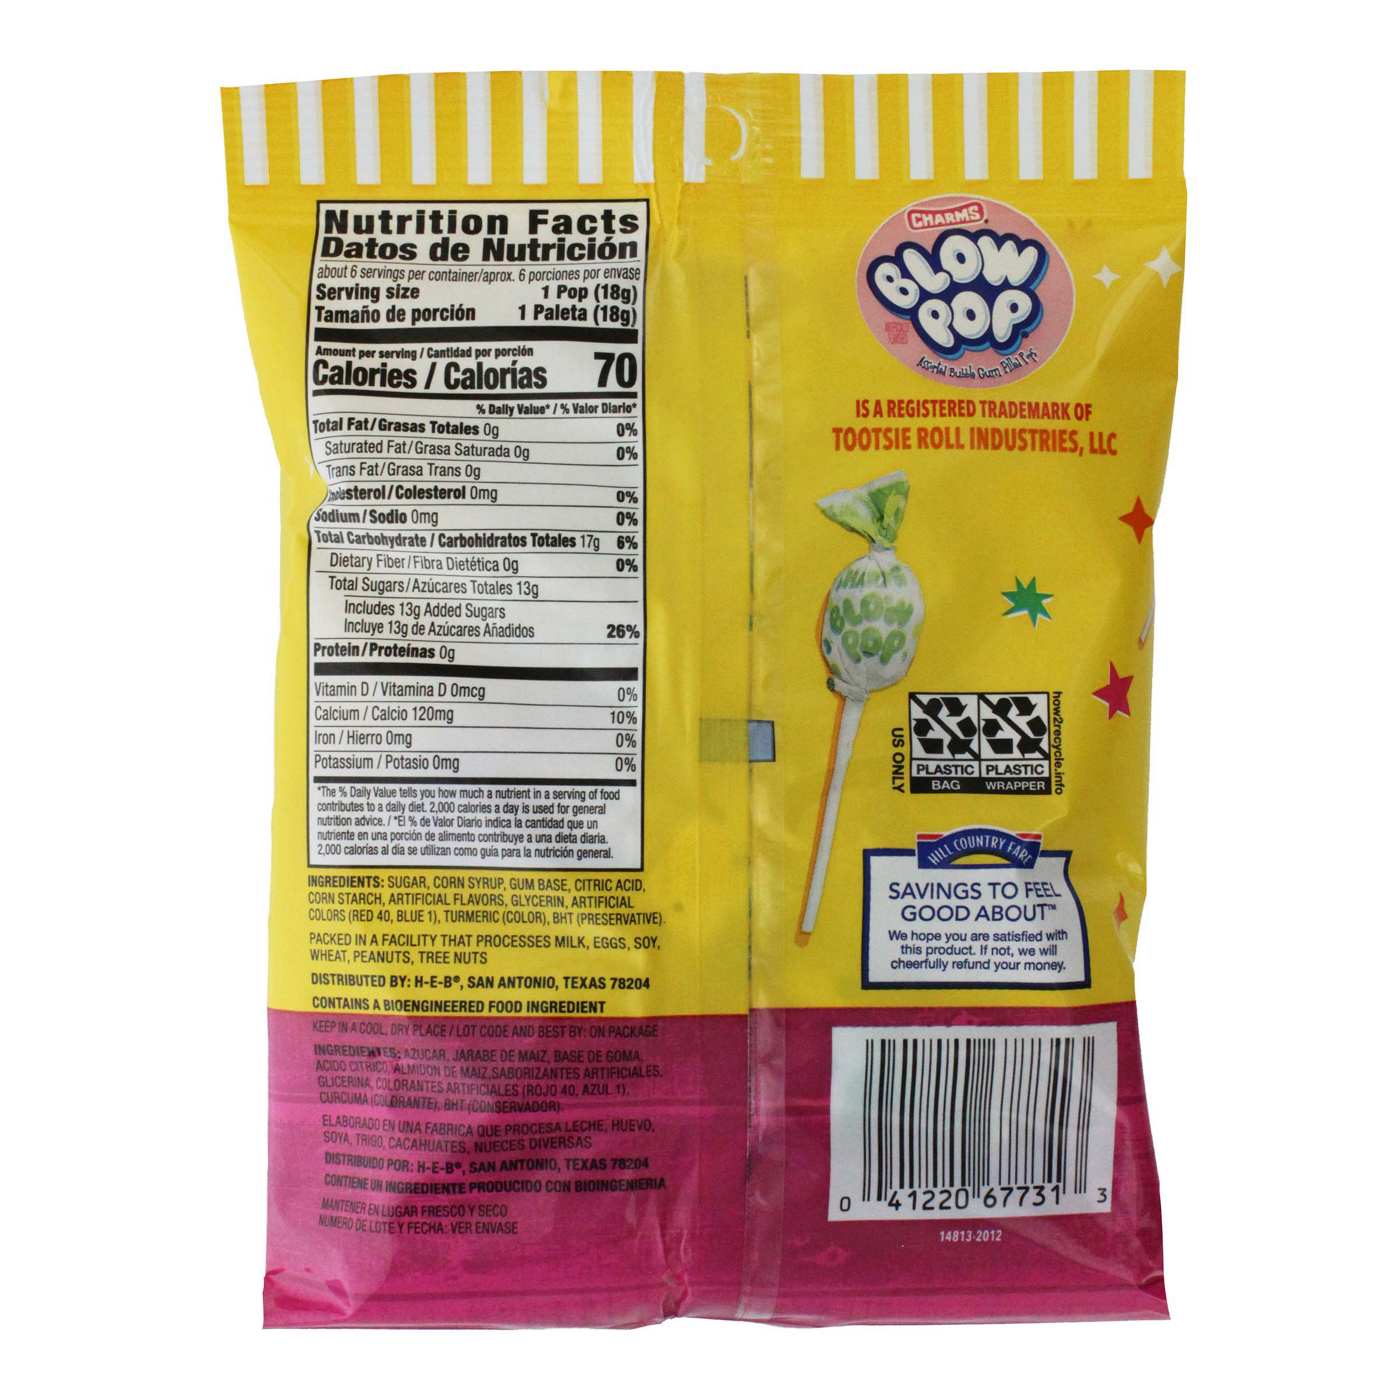 Nutrition Facts
Datos de Nutrición
about 6 servings per container/aprox. 6 porciones por envase
Serving size 1 Pop (18g)
Tamaño de porción 1 Paleta (18g)
Amount per serving / Cantidad por porción
Calories / Calorías 70
% Daily Value* / % Valor Diario*
Total Fat/Grasas Totales 0g 0%
Saturated Fat/Grasa Saturada 0g 0%
Trans Fat/Grasa Trans 0g
Cholesterol/Colesterol 0mg 0%
Sodium/Sodio 0mg 0%
Total Carbohydrate / Carbohidratos Totales 17g 6%
Dietary Fiber/Fibra Dietética 0g 0%
Total Sugars/Azúcares Totales 13g
Includes 13g Added Sugars
Incluye 13g de Azúcares Añadidos 26%
Protein/Proteínas 0g
Vitamin D / Vitamina D 0mcg 0%
Calcium / Calcio 120mg 10%
Iron / Hierro 0mg 0%
Potassium / Potasio 0mg 0%
*The % Daily Value tells you how much a nutrient in a serving of food
contributes to a daily diet. 2,000 calories a day is used for general
nutrition advice. / *El % de Valor Diario indica la cantidad que un
nutriente en una porción de alimento contribuye a una dieta diaria.
2,000 calorías al día se utilizan como guía para la nutrición general.
INGREDIENTS: SUGAR, CORN SYRUP, GUM BASE, CITRIC ACID,
CORN STARCH, ARTIFICIAL FLAVORS, GLYCERIN, ARTIFICIAL
COLORS (RED 40, BLUE 1), TURMERIC (COLOR), BHT (PRESERVATIVE).
PACKED IN A FACILITY THAT PROCESSES MILK, EGGS, SOY,
WHEAT, PEANUTS, TREE NUTS
DISTRIBUTED BY: H-E-B®, SAN ANTONIO, TEXAS 78204
CONTAINS A BIOENGINEERED FOOD INGREDIENT
KEEP IN A COOL, DRY PLACE / LOT CODE AND BEST BY: ON PACKAGE
INGREDIENTES: AZUCAR, JARABE DE MAIZ, BASE DE GOMA,
ACIDO CITRICO, ALMIDON DE MAIZ, SABORIZANTES ARTIFICIALES,
GLICERINA, COLORANTES ARTIFICIALES (ROJO 40, AZUL 1),
CURCUMA (COLORANTE), BHT (CONSERVADOR).
ELABORADO EN UNA FABRICA QUE PROCESA LECHE, HUEVO,
SOYA, TRIGO, CACAHUATES, NUECES DIVERSAS
DISTRIBUIDO POR: H-E-B®, SAN ANTONIO, TEXAS 78204
CONTIENE UN INGREDIENTE PRODUCIDO CON BIOINGENIERIA
MANTENER EN LUGAR FRESCO Y SECO
NUMERO DE LOTE Y FECHA: VER ENVASE
CHARMS®
BLOW
POP®
ARTIFICIALLY
FLAVORED
Assorted Bubble Gum Filled Pops
IS A REGISTERED TRADEMARK OF
TOOTSIE ROLL INDUSTRIES, LLC
CHARMS
BLOW
POP
US ONLY
PLASTIC BAG
PLASTIC WRAPPER
how2recycle.info
HILL COUNTRY FARE
SAVINGS TO FEEL
GOOD ABOUT™
We hope you are satisfied with
this product. If not, we will
cheerfully refund your money.
0 41220 67731 3
14813-2012